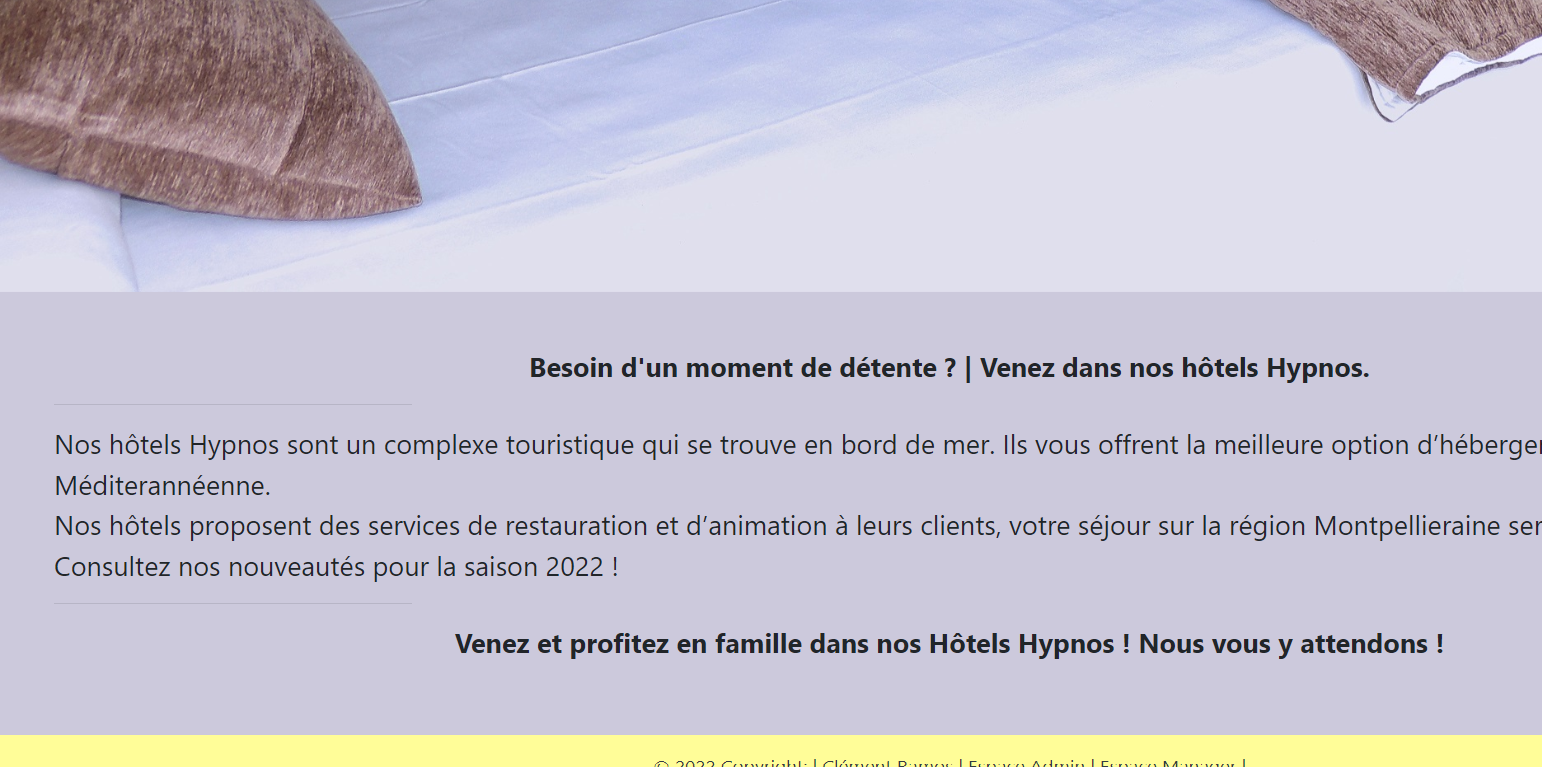 Besoin d'un moment de détente ? | Venez dans nos hôtels Hypnos.
Nos hôtels Hypnos sont un complexe touristique qui se trouve en bord de mer. Ils vous offrent la meilleure option
Méditerannéenne.
Nos hôtels proposent des services de restauration et d’animation à leurs clients, votre séjour sur la région Montpellieraine
Consultez nos nouveautés pour la saison 2022 !
Venez et profitez en famille dans nos Hôtels Hypnos ! Nous vous y attendons !
© 2022 Copyright: | Clément Ramos | Espace Admin | Espace Manager |